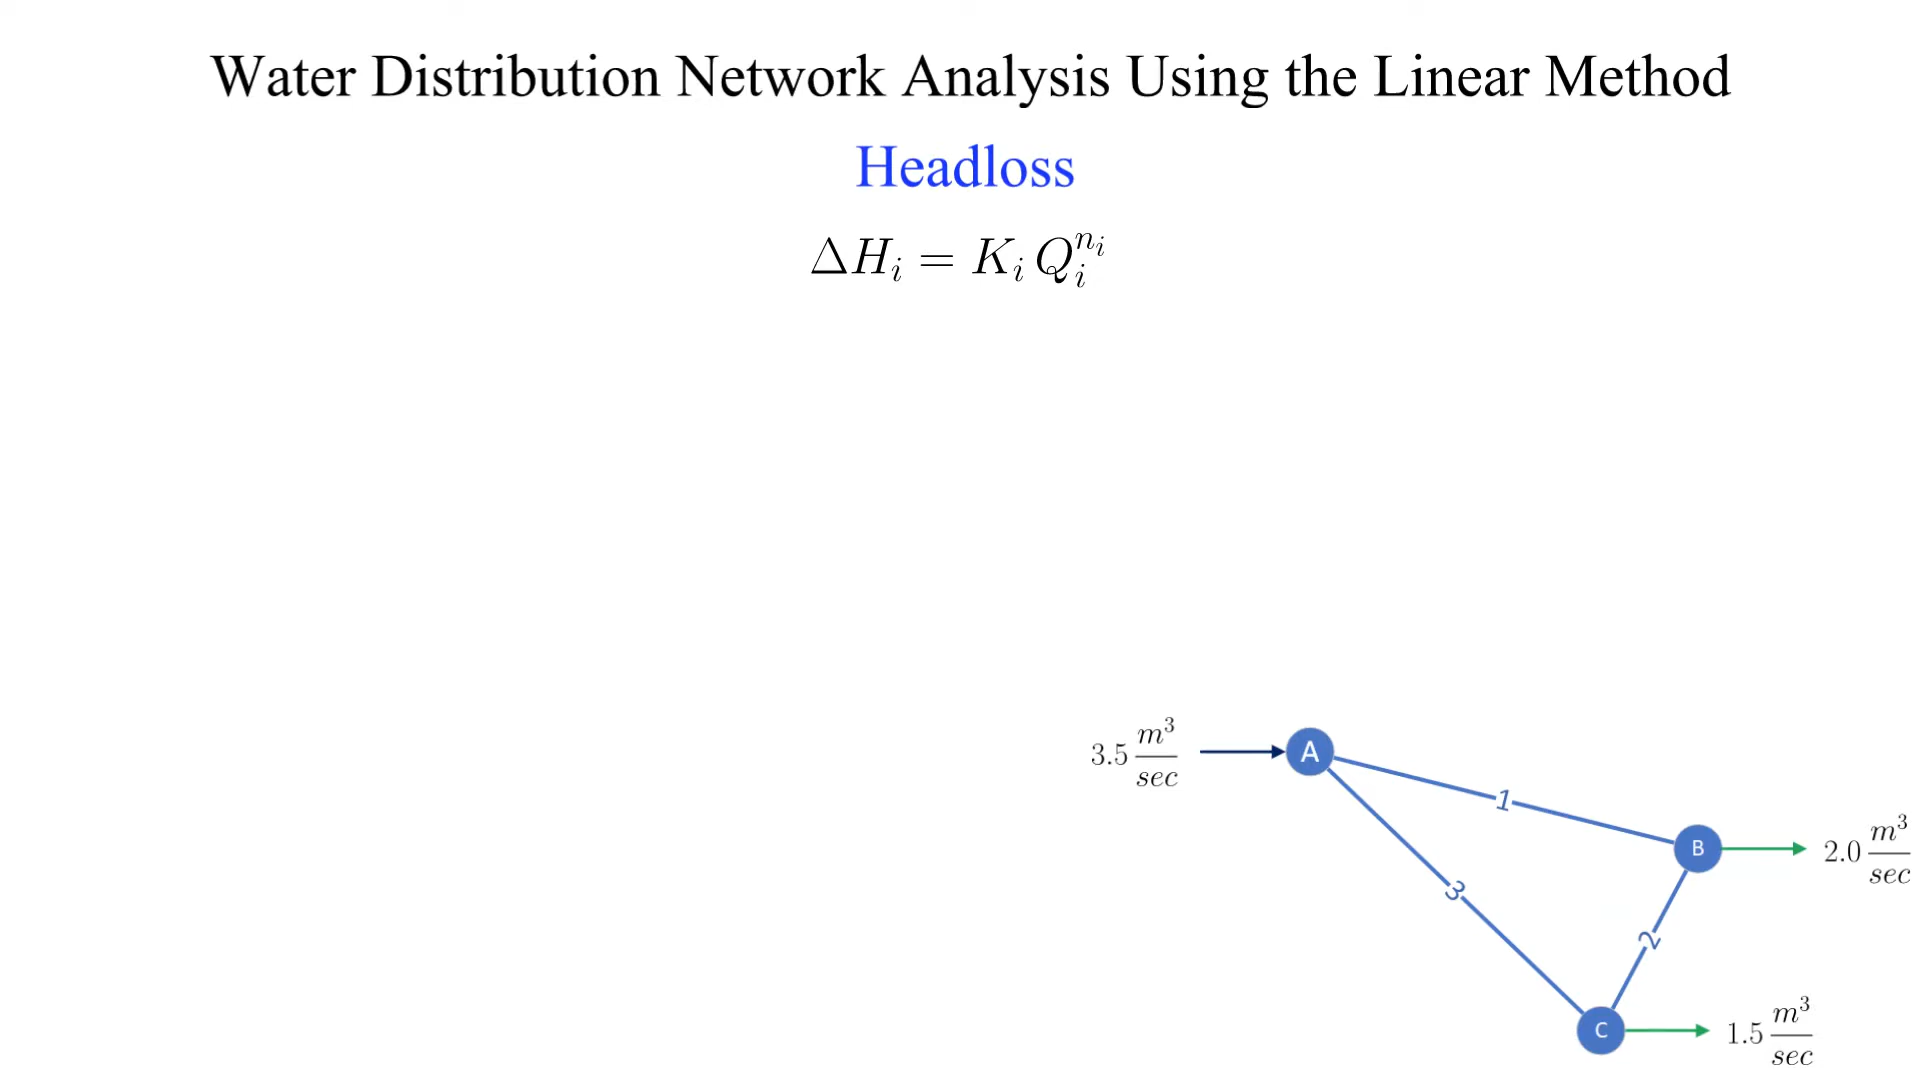 Water Distribution Network Analysis Using the Linear Method
Headloss
ΔH_i = K_i Q_i^{n_i}
3.5 m^3/sec
A
1
B
2.0 m^3/sec
3
2
C
1.5 m^3/sec